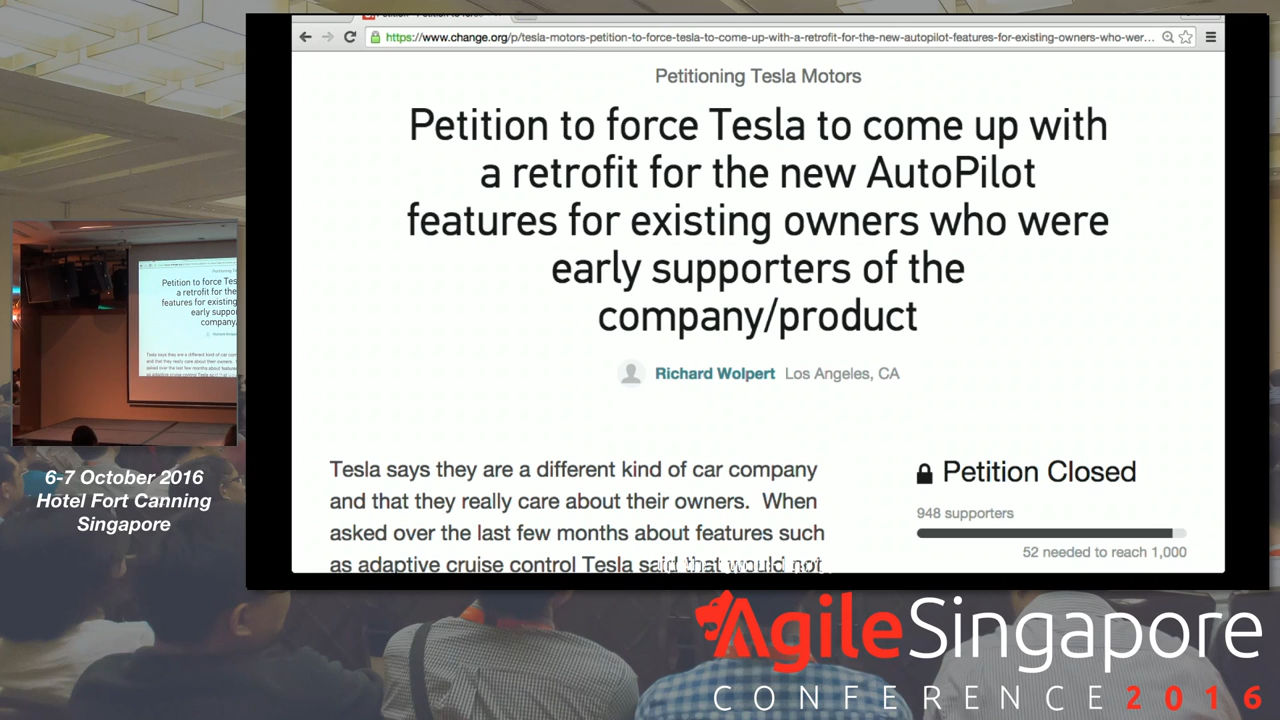 https://www.change.org/p/tesla-motors-petition-to-force-tesla-to-come-up-with-a-retrofit-for-the-new-autopilot-features-for-existing-owners-who-wer...
Petitioning Tesla Motors
Petition to force Tesla to come up with
a retrofit for the new AutoPilot
features for existing owners who were
early supporters of the
company/product
Richard Wolpert Los Angeles, CA
Tesla says they are a different kind of car company
and that they really care about their owners. When
asked over the last few months about features such
as adaptive cruise control Tesla said that would not
Petition Closed
948 supporters
52 needed to reach 1,000
6-7 October 2016
Hotel Fort Canning
Singapore
AgileSingapore
CONFERENCE 2016